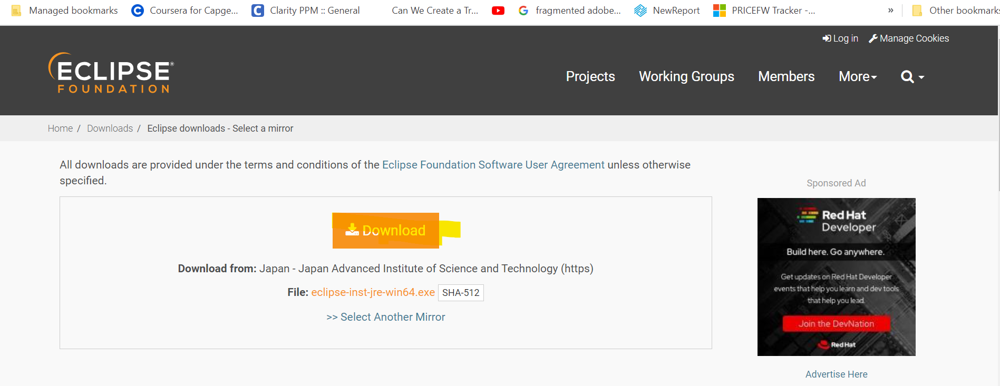 Managed bookmarks Coursera for Capge... Clarity PPM :: General Can We Create a Tr... fragmented adobe... NewReport PRICEFW Tracker -... » Other bookmarks
Log in Manage Cookies
ECLIPSE®
FOUNDATION
Projects Working Groups Members More
Home / Downloads / Eclipse downloads - Select a mirror
All downloads are provided under the terms and conditions of the Eclipse Foundation Software User Agreement unless otherwise
specified.
Download
Download from: Japan - Japan Advanced Institute of Science and Technology (https)
File: eclipse-inst-jre-win64.exe SHA-512
>> Select Another Mirror
Sponsored Ad
Red Hat
Developer
Build here. Go anywhere.
Get updates on Red Hat Developer
events that help you learn and dev tools
that help you lead.
Join the DevNation
Red Hat
Advertise Here